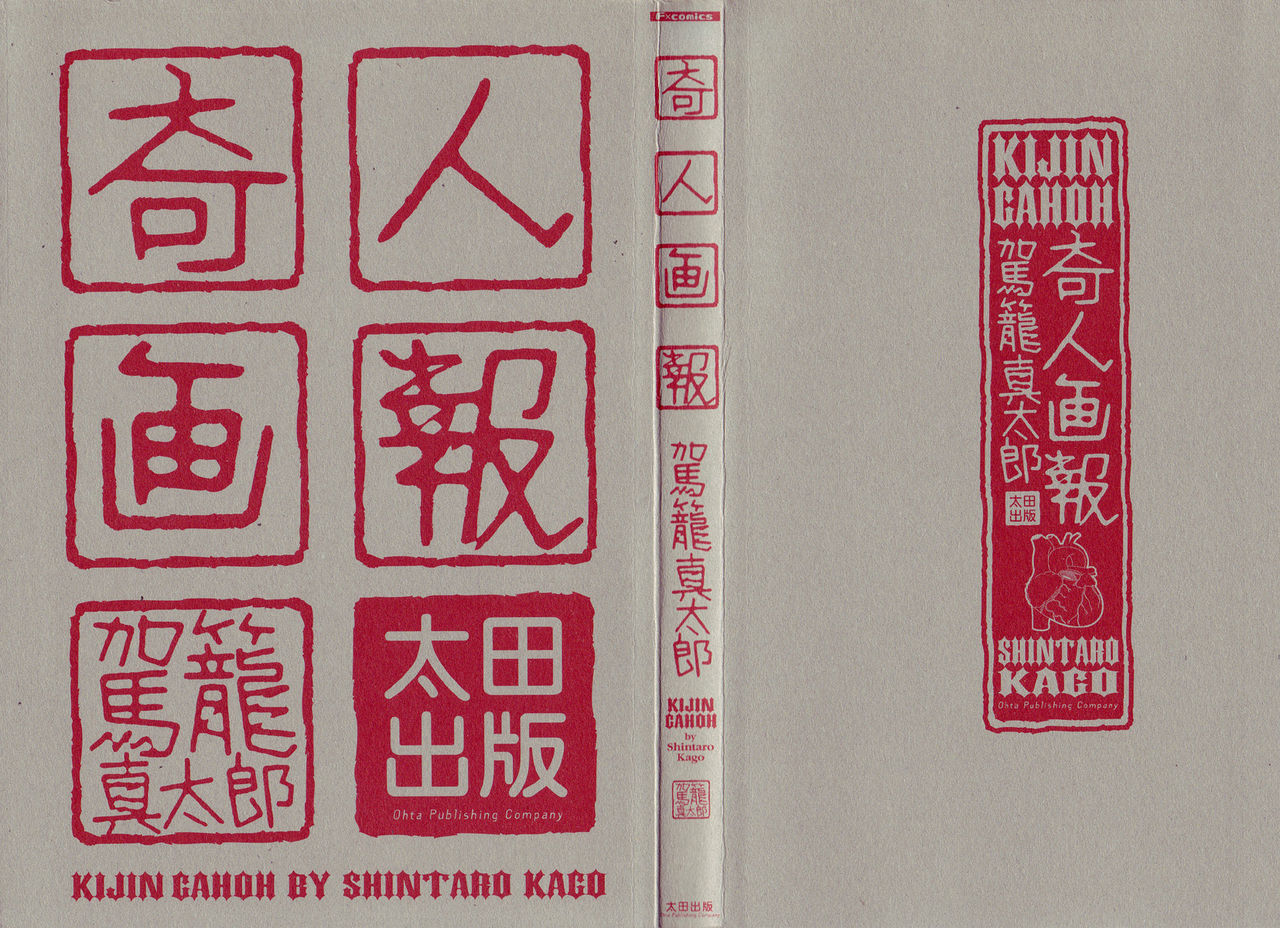 奇人
画報
駕籠
真太郎
太田
出版
Ohta Publishing Company
KIJIN GAHOH BY SHINTARO KAGO
F×comics
奇
人
画
報
駕籠真太郎
KIJIN
GAHOH
by
Shintaro
Kago
駕籠
真太郎
太田出版
Ohta Publishing Company
KIJIN
GAHOH
奇人画報
駕籠真太郎
太田
出版
SHINTARO
KAGO
Ohta Publishing Company